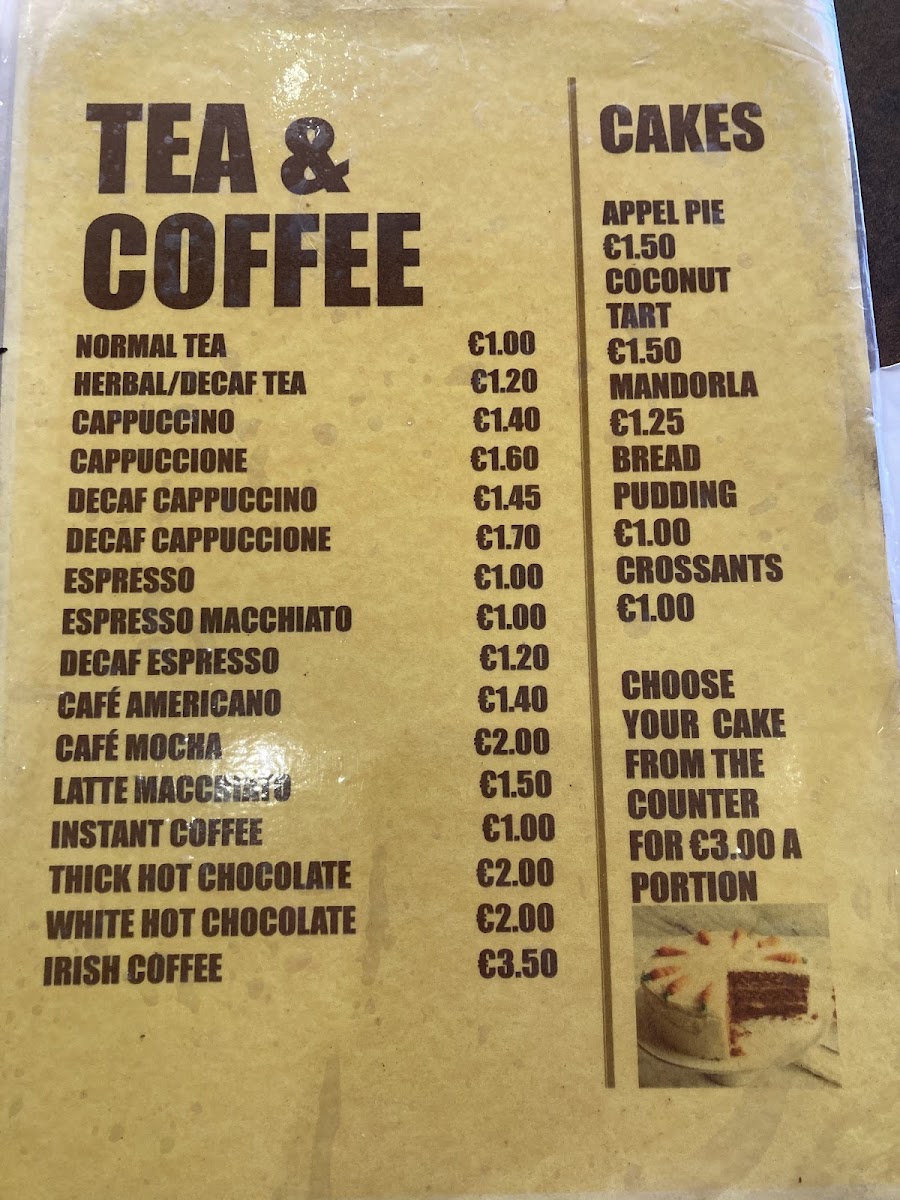 TEA &
COFFEE
NORMAL TEA €1.00
HERBAL/DECAF TEA €1.20
CAPPUCCINO €1.40
CAPPUCCIONE €1.60
DECAF CAPPUCCINO €1.45
DECAF CAPPUCCIONE €1.70
ESPRESSO €1.00
ESPRESSO MACCHIATO €1.00
DECAF ESPRESSO €1.20
CAFÉ AMERICANO €1.40
CAFÉ MOCHA €2.00
LATTE MACCHIATO €1.50
INSTANT COFFEE €1.00
THICK HOT CHOCOLATE €2.00
WHITE HOT CHOCOLATE €2.00
IRISH COFFEE €3.50
CAKES
APPEL PIE
€1.50
COCONUT
TART
€1.50
MANDORLA
€1.25
BREAD
PUDDING
€1.00
CROSSANTS
€1.00
CHOOSE
YOUR CAKE
FROM THE
COUNTER
FOR €3.00 A
PORTION